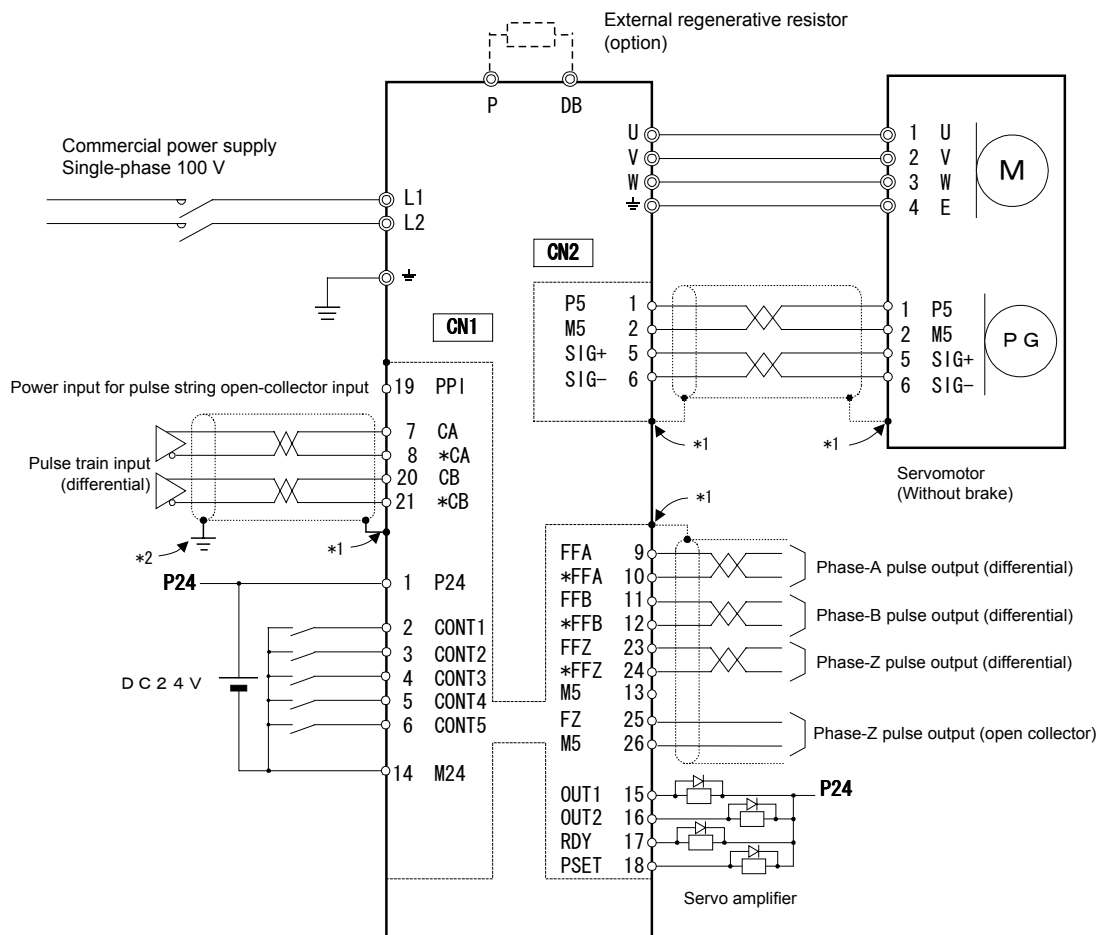 External regenerative resistor
(option)
P DB
Commercial power supply
Single-phase 100 V
L1
L2
U
V
W
1 U
2 V
3 W
4 E
M
CN2
P5 1
M5 2
SIG+ 5
SIG- 6
1 P5
2 M5
5 SIG+
6 SIG-
PG
*1
*1
Servomotor
(Without brake)
CN1
Power input for pulse string open-collector input
19 PPI
Pulse train input
(differential)
7 CA
8 *CA
20 CB
21 *CB
*2
*1
*1
P24
1 P24
2 CONT1
3 CONT2
4 CONT3
5 CONT4
6 CONT5
DC24V
14 M24
FFA 9
*FFA 10
FFB 11
*FFB 12
FFZ 23
*FFZ 24
M5 13
FZ 25
M5 26
Phase-A pulse output (differential)
Phase-B pulse output (differential)
Phase-Z pulse output (differential)
Phase-Z pulse output (open collector)
OUT1 15
OUT2 16
RDY 17
PSET 18
P24
Servo amplifier